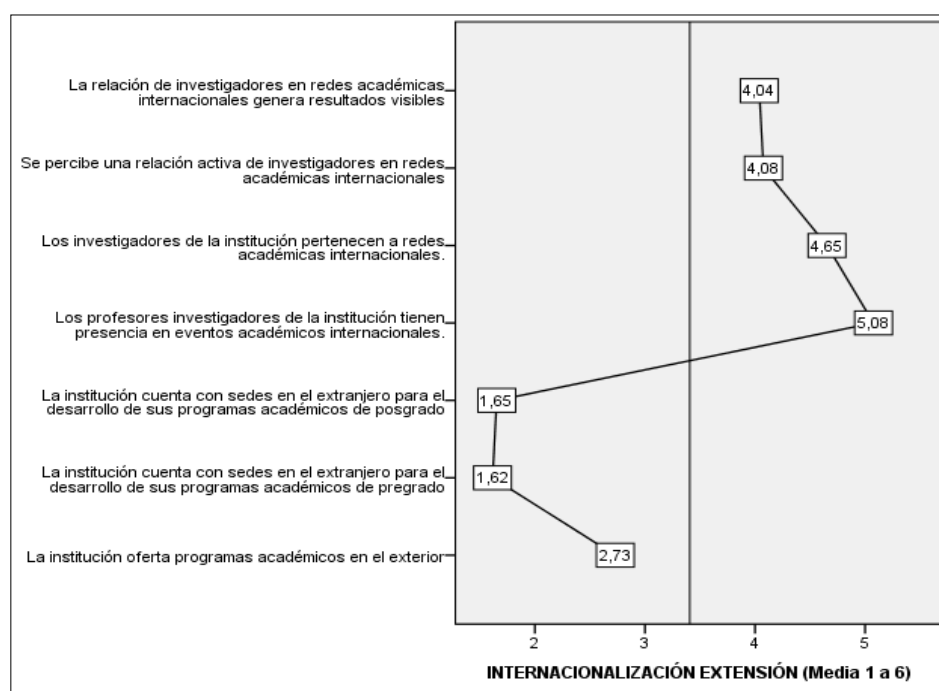 La relación de investigadores en redes académicas
internacionales genera resultados visibles
4,04
Se percibe una relación activa de investigadores en redes
académicas internacionales
4,08
Los investigadores de la institución pertenecen a redes
académicas internacionales.
4,65
Los profesores investigadores de la institución tienen
presencia en eventos académicos internacionales.
5,08
La institución cuenta con sedes en el extranjero para el
desarrollo de sus programas académicos de posgrado
1,65
La institución cuenta con sedes en el extranjero para el
desarrollo de sus programas académicos de pregrado
1,62
La institución oferta programas académicos en el exterior
2,73
2 3 4 5
INTERNACIONALIZACIÓN EXTENSIÓN (Media 1 a 6)